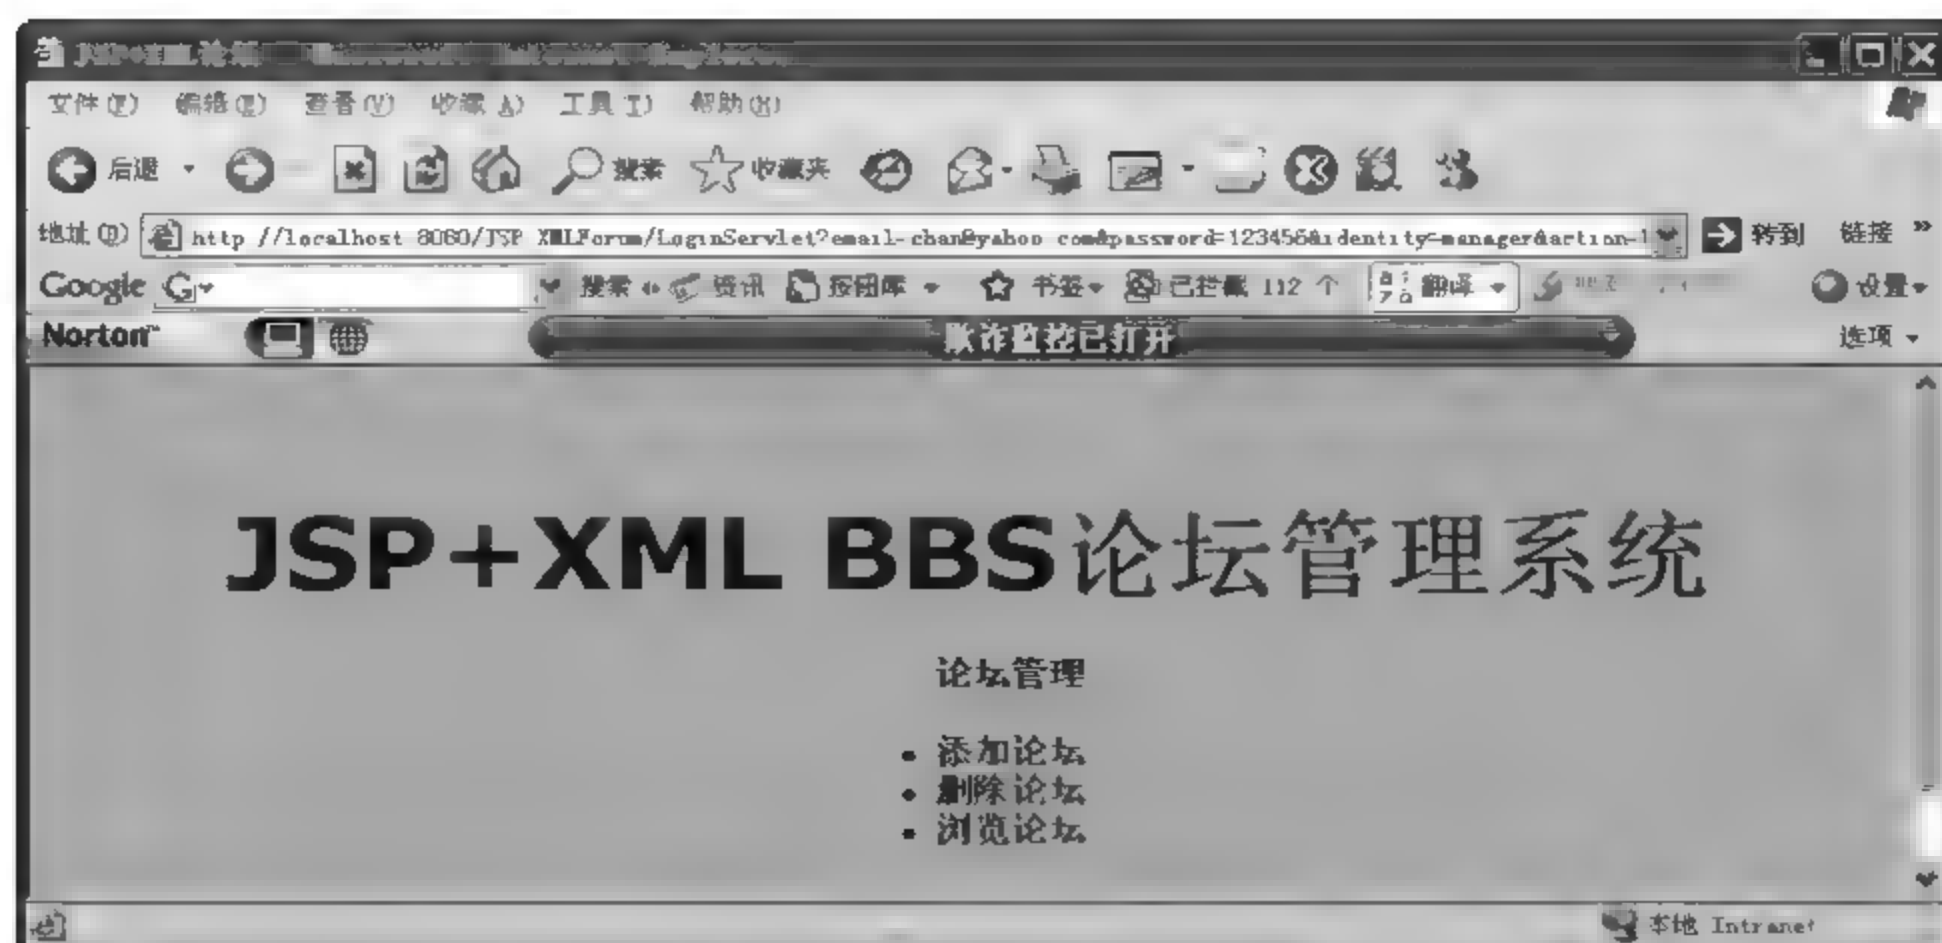 JSP+XML 论坛
文件(F) 编辑(E) 查看(V) 收藏(A) 工具(T) 帮助(H)
后退 搜索 收藏夹
地址(D) http //localhost 8080/JSP XMLForum/LoginServlet?email-chan@yahoo com&password=123456&identity=manager&action-l 转到 链接 »
Google G 搜索 资讯 按钮库 书签 已拦截 112 个 翻译 设置
Norton™ 欺诈监控已打开 选项
JSP+XML BBS论坛管理系统
论坛管理
• 添加论坛
• 删除论坛
• 浏览论坛
本地 Intranet